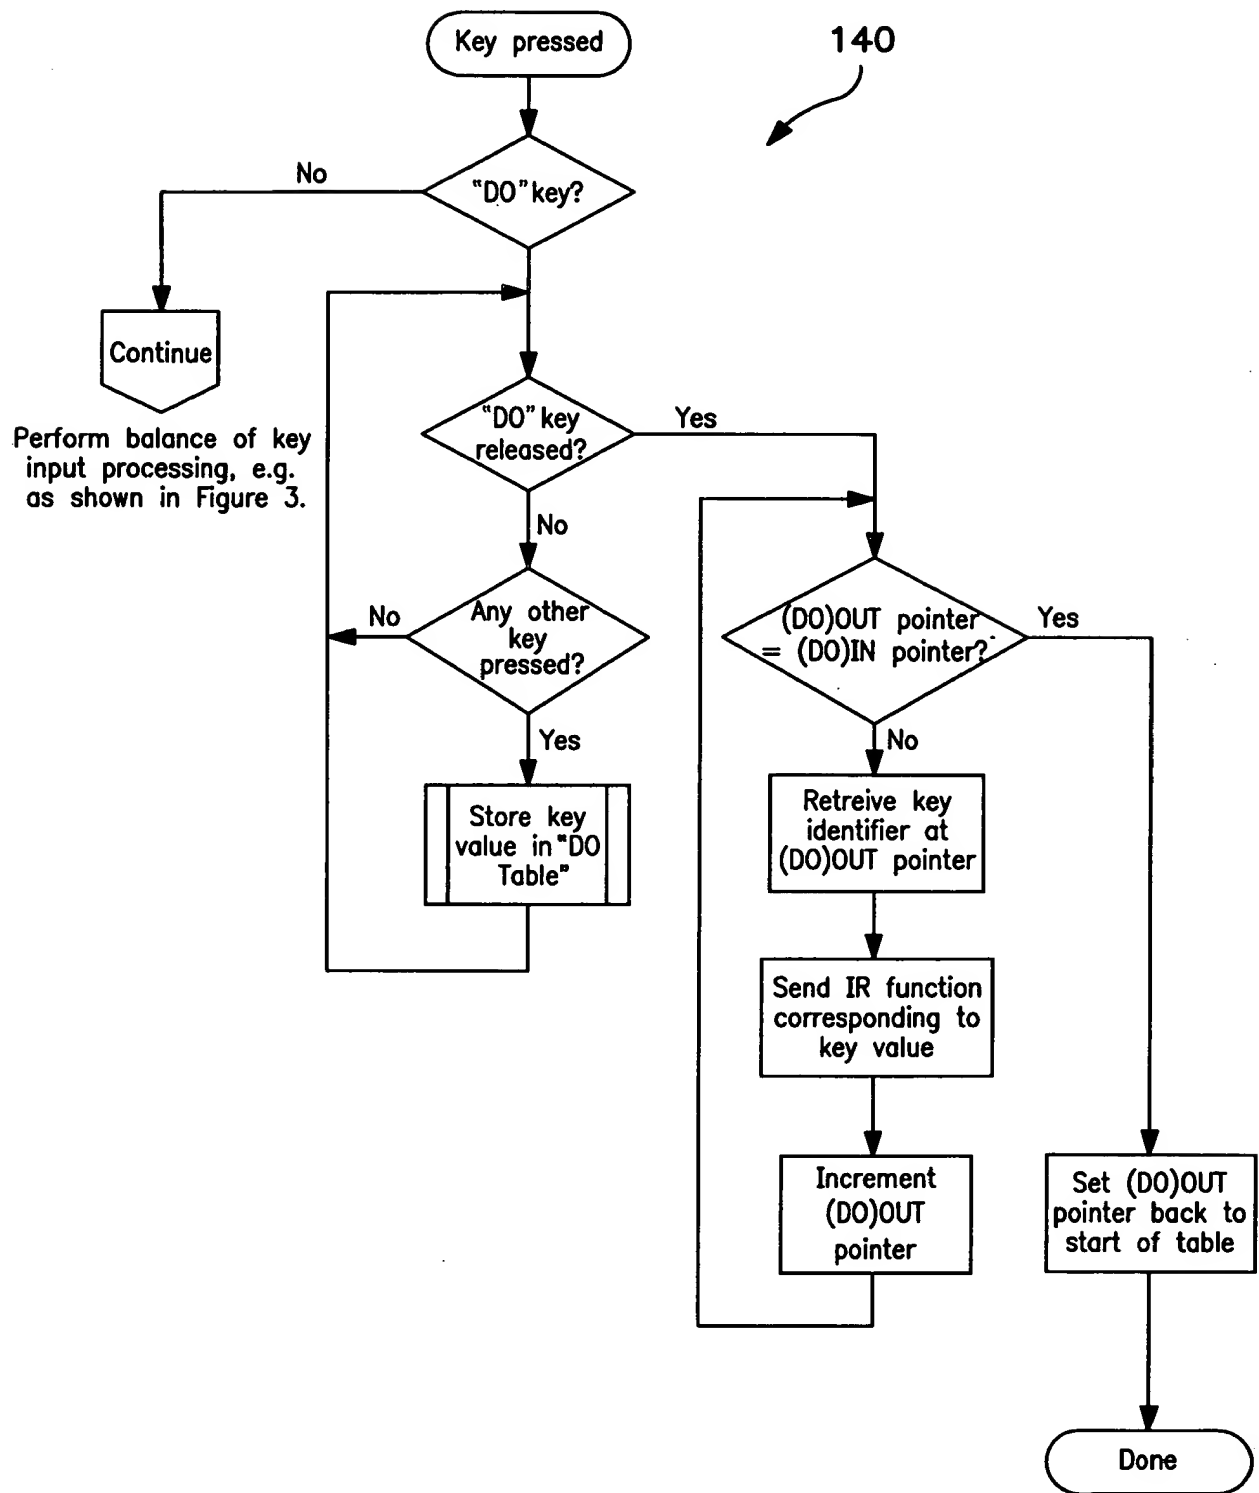 Key pressed
140
No
“DO” key?
Continue
Perform balance of key
input processing, e.g.
as shown in Figure 3.
“DO” key
released?
Yes
No
Any other
key
pressed?
No
Yes
Store key
value in “DO
Table”
(DO)OUT pointer
= (DO)IN pointer?
Yes
No
Retreive key
identifier at
(DO)OUT pointer
Send IR function
corresponding to
key value
Increment
(DO)OUT
pointer
Set (DO)OUT
pointer back to
start of table
Done